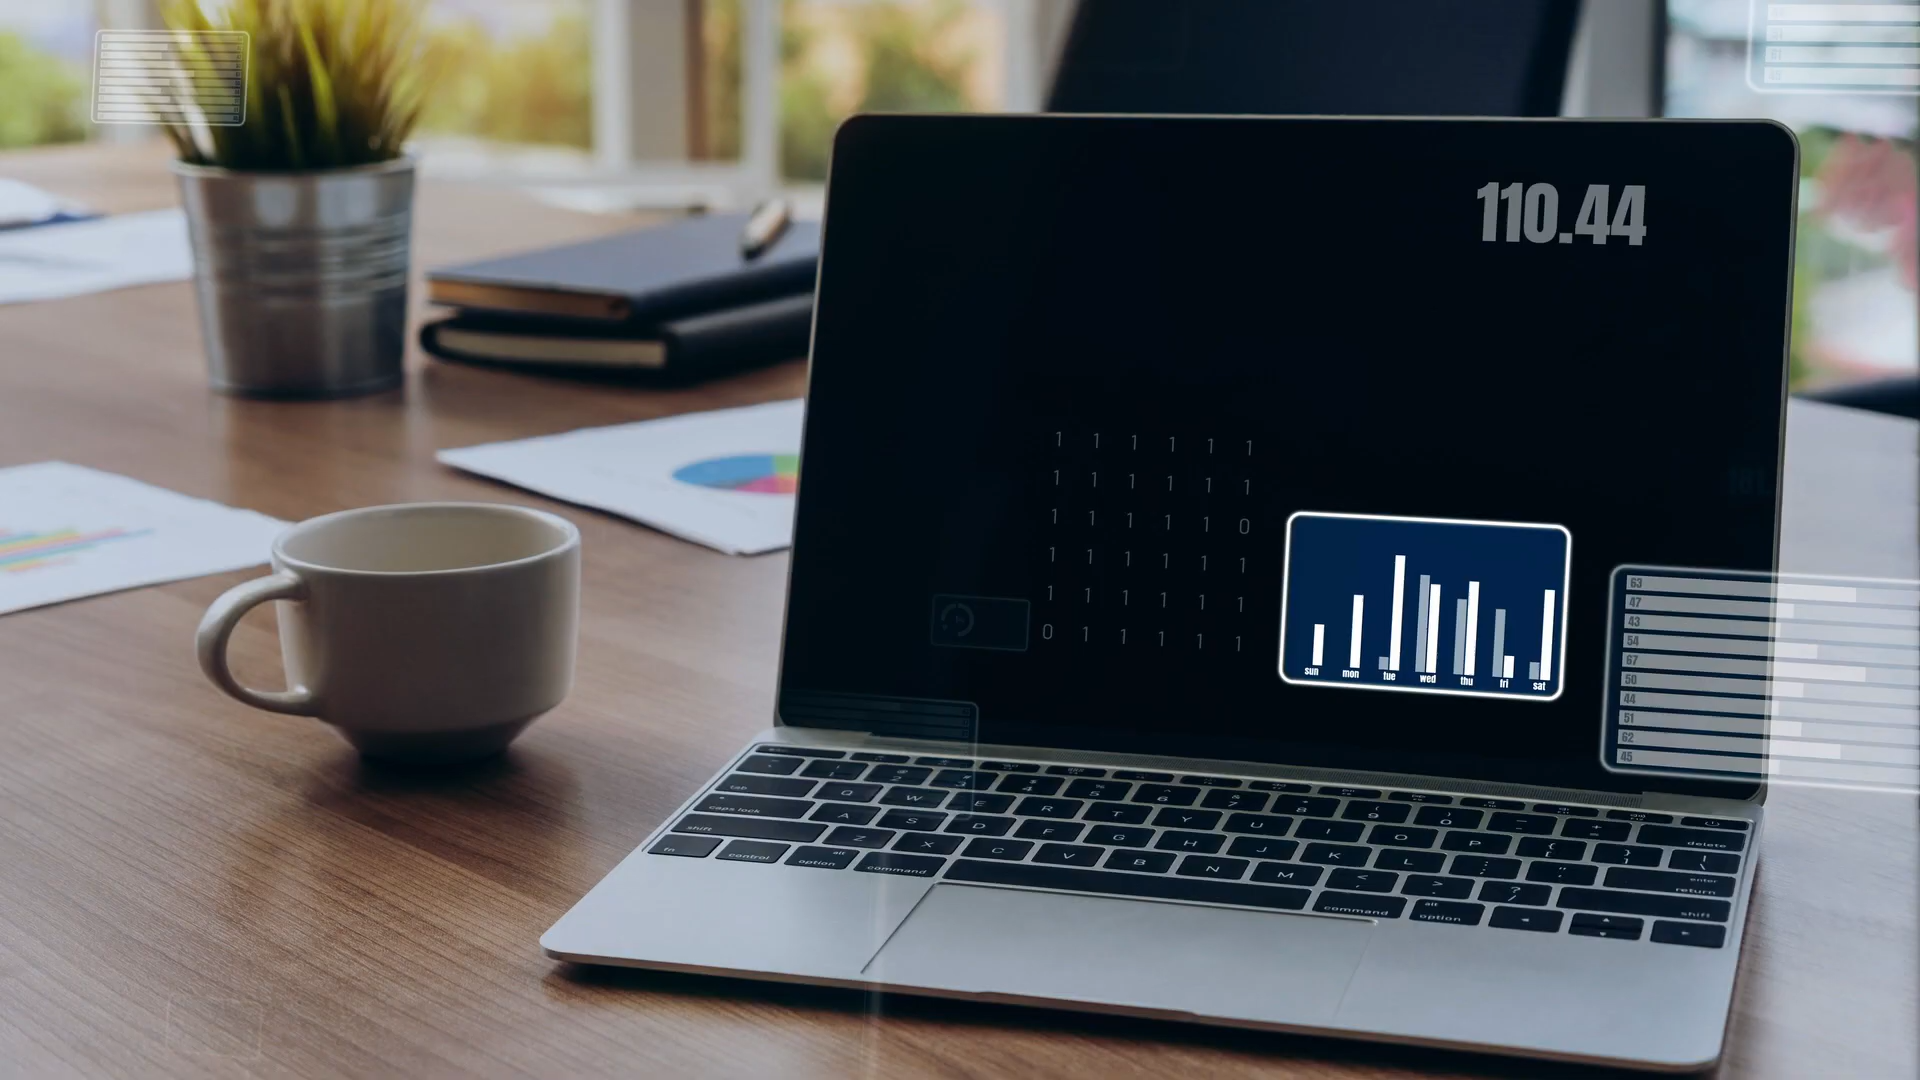 110.44
1 1 1 1 1 1
1 1 1 1 1 1
1 1 1 1 1 0
1 1 1 1 1 1
1 1 1 1 1 1
0 1 1 1 1 1
sun mon tue wed thu fri sat
63
47
43
54
67
50
44
51
62
45
tab Q W E R T Y U I O P delete
caps lock A S D F G H J K L enter return
shift Z X C V B N M < > ? shift
fn control alt option command command alt option